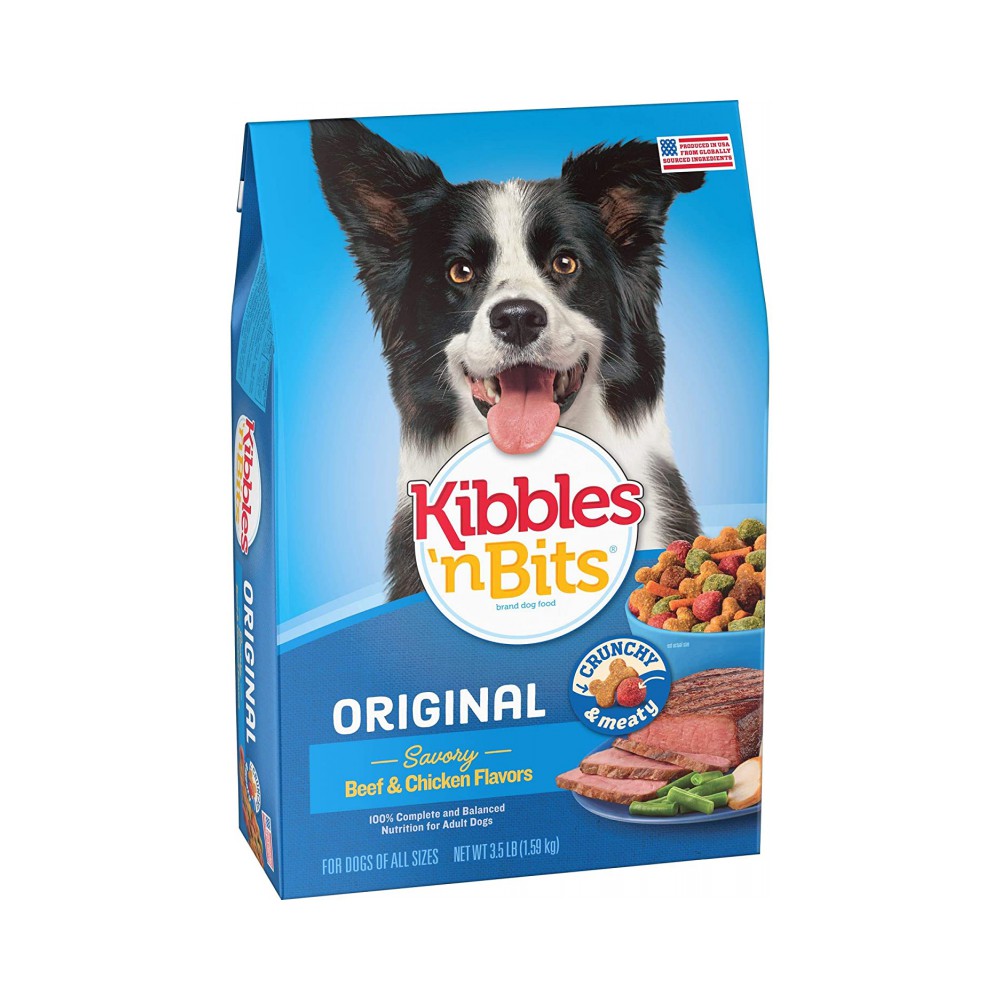 PRODUCED IN USA
FROM GLOBALLY
SOURCED INGREDIENTS
Kibbles
'n Bits®
brand dog food
CRUNCHY
& meaty
ORIGINAL
Savory
Beef & Chicken Flavors
100% Complete and Balanced
Nutrition for Adult Dogs
FOR DOGS OF ALL SIZES NET WT 3.5 LB (1.59 kg)
Kibbles
'n Bits
ORIGINAL